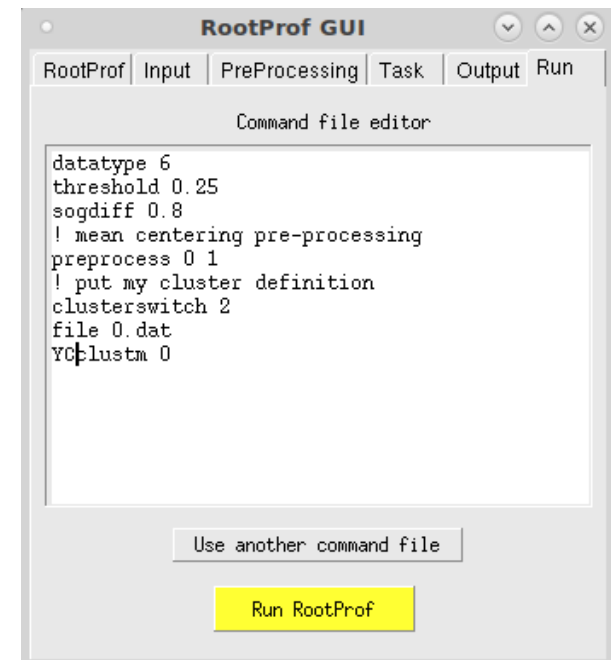 RootProf GUI
RootProf Input PreProcessing Task Output Run
Command file editor
datatype 6
threshold 0.25
sogdiff 0.8
! mean centering pre-processing
preprocess 0 1
! put my cluster definition
clusterswitch 2
file 0.dat
YCclustm 0
Use another command file
Run RootProf